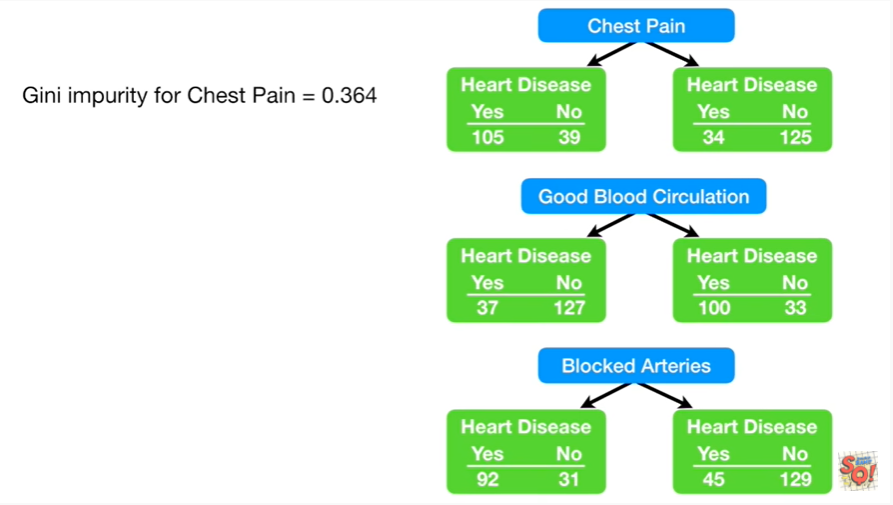 Chest Pain
Gini impurity for Chest Pain = 0.364
Heart Disease
Yes No
105 39
Heart Disease
Yes No
34 125
Good Blood Circulation
Heart Disease
Yes No
37 127
Heart Disease
Yes No
100 33
Blocked Arteries
Heart Disease
Yes No
92 31
Heart Disease
Yes No
45 129
SQ!